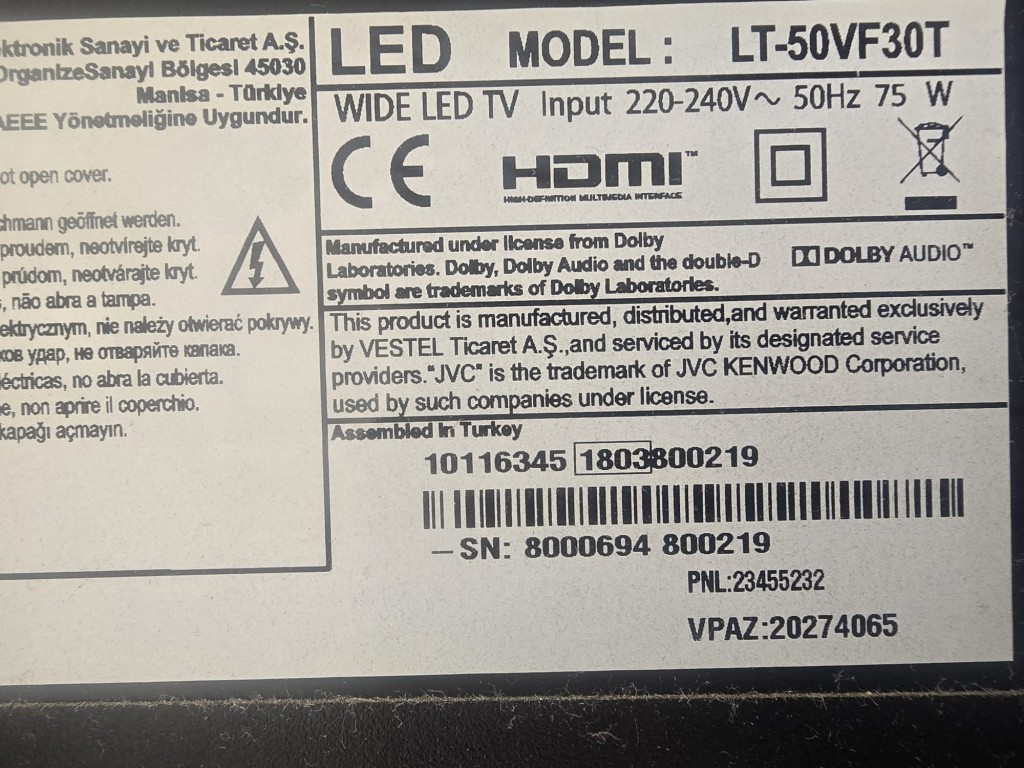 ktronik Sanayi ve Ticaret A.Ş.
OrganizeSanayi Bölgesi 45030
Manisa - Türkiye
AEEE Yönetmeliğine Uygundur.
ot open cover.
chmann geöffnet werden.
proudem, neotvírejte kryt.
prúdom, neotvárajte kryt.
s, não abra a tampa.
ektrycznym, nie należy otwierać pokrywy.
ков удар, не отваряйте капака.
léctricas, no abra la cubierta.
e, non aprire il coperchio.
kapağı açmayın.
LED MODEL : LT-50VF30T
WIDE LED TV Input 220-240V~ 50Hz 75 W
CE HDMI™
HIGH-DEFINITION MULTIMEDIA INTERFACE
Manufactured under license from Dolby
Laboratories. Dolby, Dolby Audio and the double-D
symbol are trademarks of Dolby Laboratories.
DOLBY AUDIO™
This product is manufactured, distributed,and warranted exclusively
by VESTEL Ticaret A.Ş.,and serviced by its designated service
providers."JVC" is the trademark of JVC KENWOOD Corporation,
used by such companies under license.
Assembled In Turkey
10116345 1803800219
–SN: 8000694 800219
PNL:23455232
VPAZ:20274065